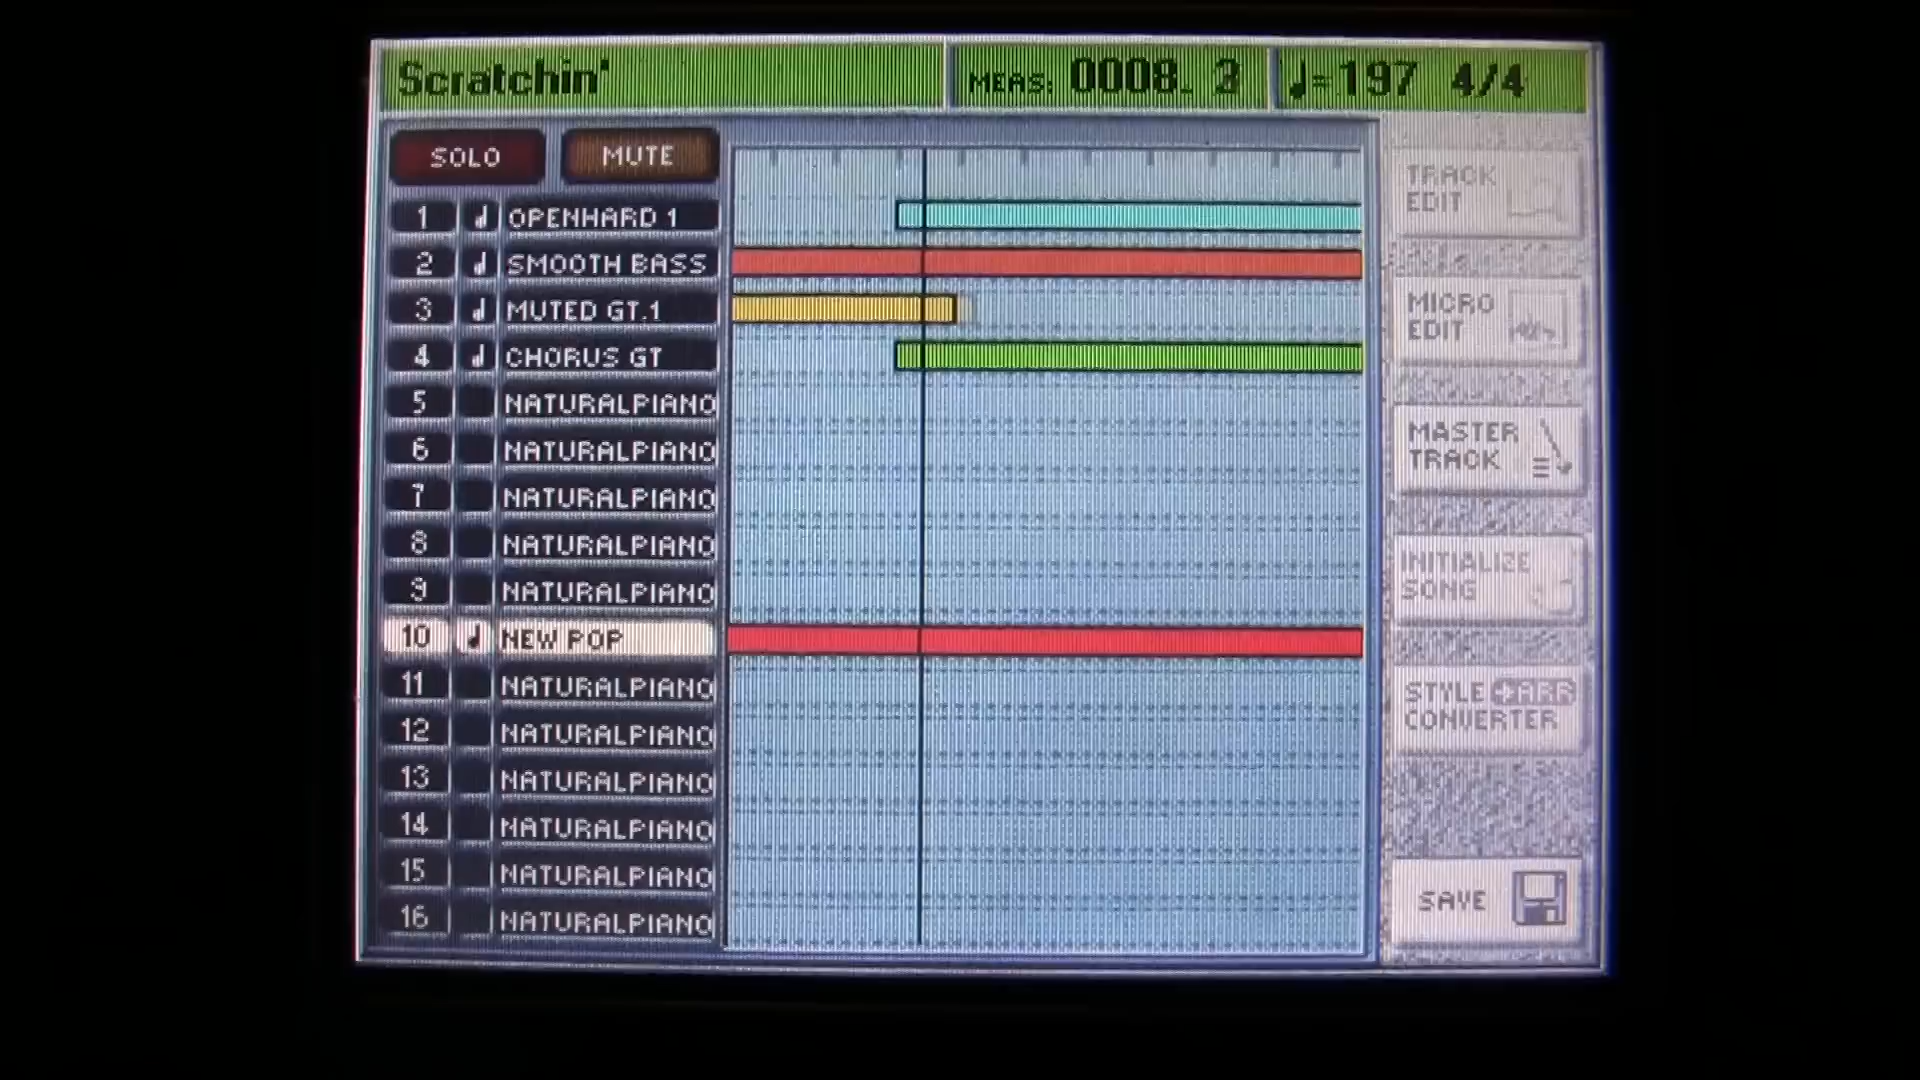 Scratchin' MEAS: 0008. ♩=197 4/4
SOLO MUTE
1 OPENHARD 1
2 SMOOTH BASS
3 MUTED GT.1
4 CHORUS GT
5 NATURALPIANO
6 NATURALPIANO
7 NATURALPIANO
8 NATURALPIANO
9 NATURALPIANO
10 NEW POP
11 NATURALPIANO
12 NATURALPIANO
13 NATURALPIANO
14 NATURALPIANO
15 NATURALPIANO
16 NATURALPIANO
TRACK
EDIT
MICRO
EDIT
MASTER
TRACK
INITIALIZE
SONG
STYLE →ARR
CONVERTER
SAVE